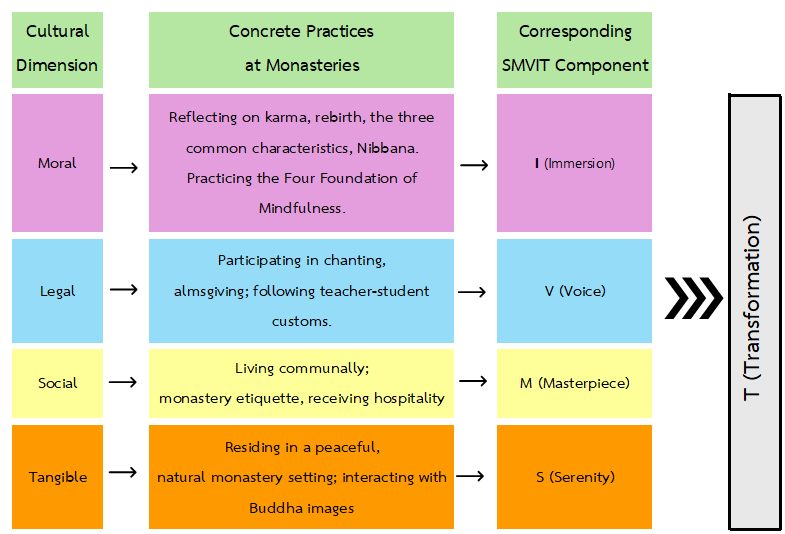 Cultural
Dimension
Concrete Practices
at Monasteries
Corresponding
SMVIT Component
Moral
Reflecting on karma, rebirth, the three
common characteristics, Nibbana.
Practicing the Four Foundation of
Mindfulness.
I (Immersion)
Legal
Participating in chanting,
almsgiving; following teacher-student
customs.
V (Voice)
Social
Living communally;
monastery etiquette, receiving hospitality
M (Masterpiece)
Tangible
Residing in a peaceful,
natural monastery setting; interacting with
Buddha images
S (Serenity)
T (Transformation)